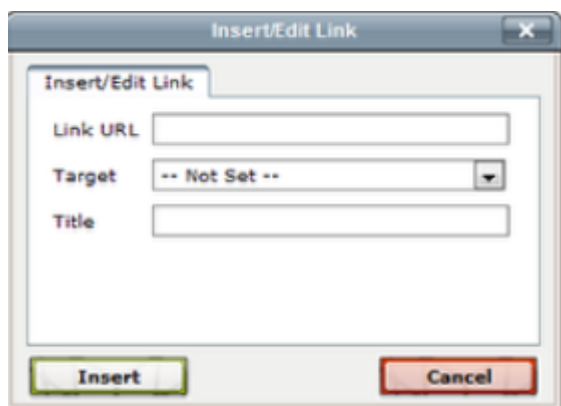 Insert/Edit Link
Insert/Edit Link
Link URL
Target -- Not Set --
Title
Insert Cancel